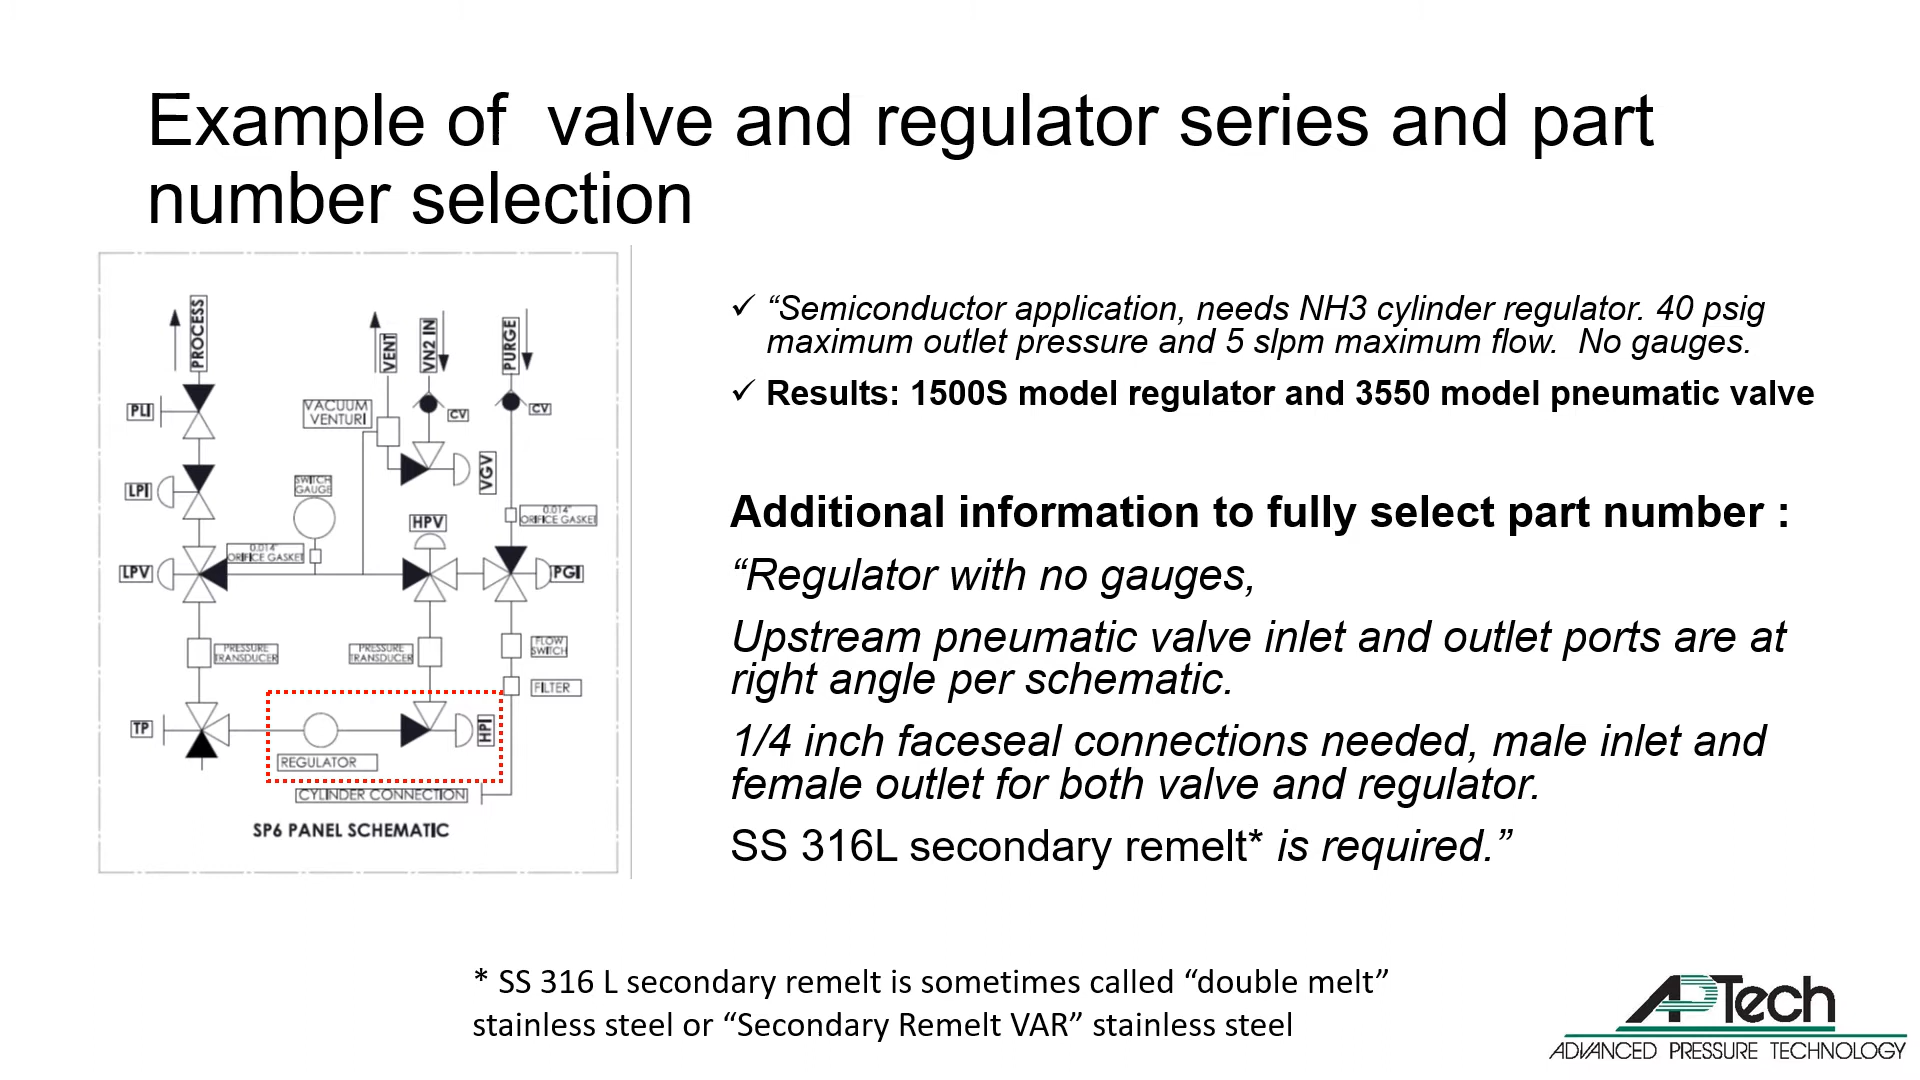 Example of  valve and regulator series and part
number selection
PROCESS
VENT
VN2 IN
PURGE
PLI
VACUUM
VENTURI
CV
CV
LPI
SWITCH
GAUGE
VGV
0.014"
ORIFICE GASKET
HPV
0.014"
ORIFICE GASKET
LPV
PGI
PRESSURE
TRANSDUCER
PRESSURE
TRANSDUCER
FLOW
SWITCH
FILTER
TP
HPI
REGULATOR
CYLINDER CONNECTION
SP6 PANEL SCHEMATIC
✓ “Semiconductor application, needs NH3 cylinder regulator. 40 psig
maximum outlet pressure and 5 slpm maximum flow.  No gauges.
✓ Results: 1500S model regulator and 3550 model pneumatic valve
Additional information to fully select part number :
“Regulator with no gauges,
Upstream pneumatic valve inlet and outlet ports are at
right angle per schematic.
1/4 inch faceseal connections needed, male inlet and
female outlet for both valve and regulator.
SS 316L secondary remelt* is required.”
* SS 316 L secondary remelt is sometimes called “double melt”
stainless steel or “Secondary Remelt VAR” stainless steel
APTech
ADVANCED PRESSURE TECHNOLOGY